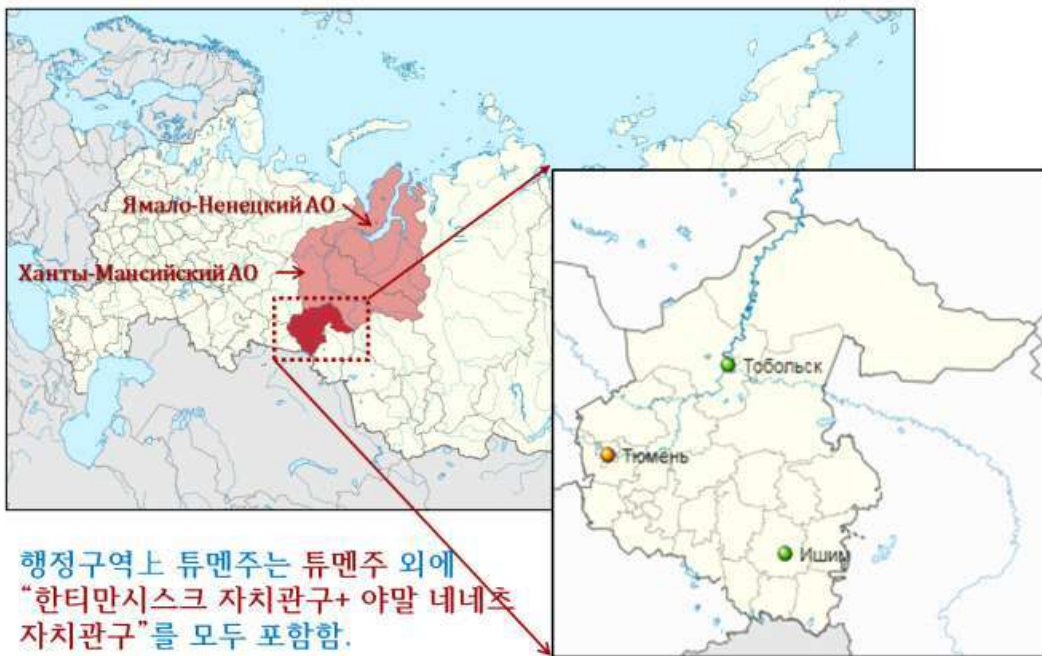 Ямало-Ненецкий АО
Ханты-Мансийский АО
Тобольск
Тюмень
Ишим
행정구역上 튜멘주는 튜멘주 외에
“한티만시스크 자치관구+ 야말 네네츠
자치관구”를 모두 포함함.